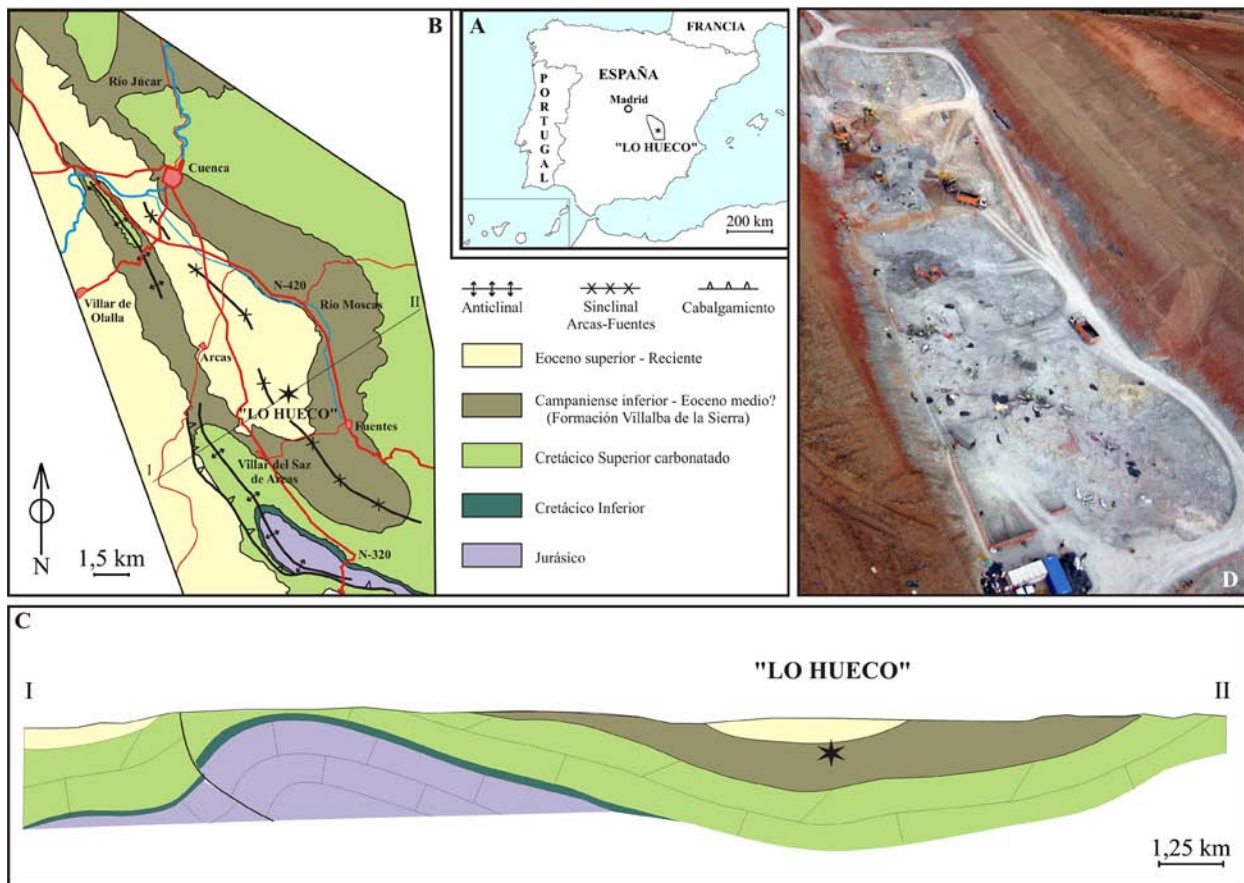 B
Río Júcar
Cuenca
N-420
Villar de
Olalla
Río Moscas
II
Arcas
"LO HUECO"
Fuentes
I
Villar del Saz
de Arcas
N
1,5 km
N-320
A
FRANCIA
PORTUGAL
ESPAÑA
Madrid
"LO HUECO"
200 km
Anticlinal
Sinclinal
Arcas-Fuentes
Cabalgamiento
Eoceno superior - Reciente
Campaniense inferior - Eoceno medio?
(Formación Villalba de la Sierra)
Cretácico Superior carbonatado
Cretácico Inferior
Jurásico
D
C
"LO HUECO"
I
II
1,25 km